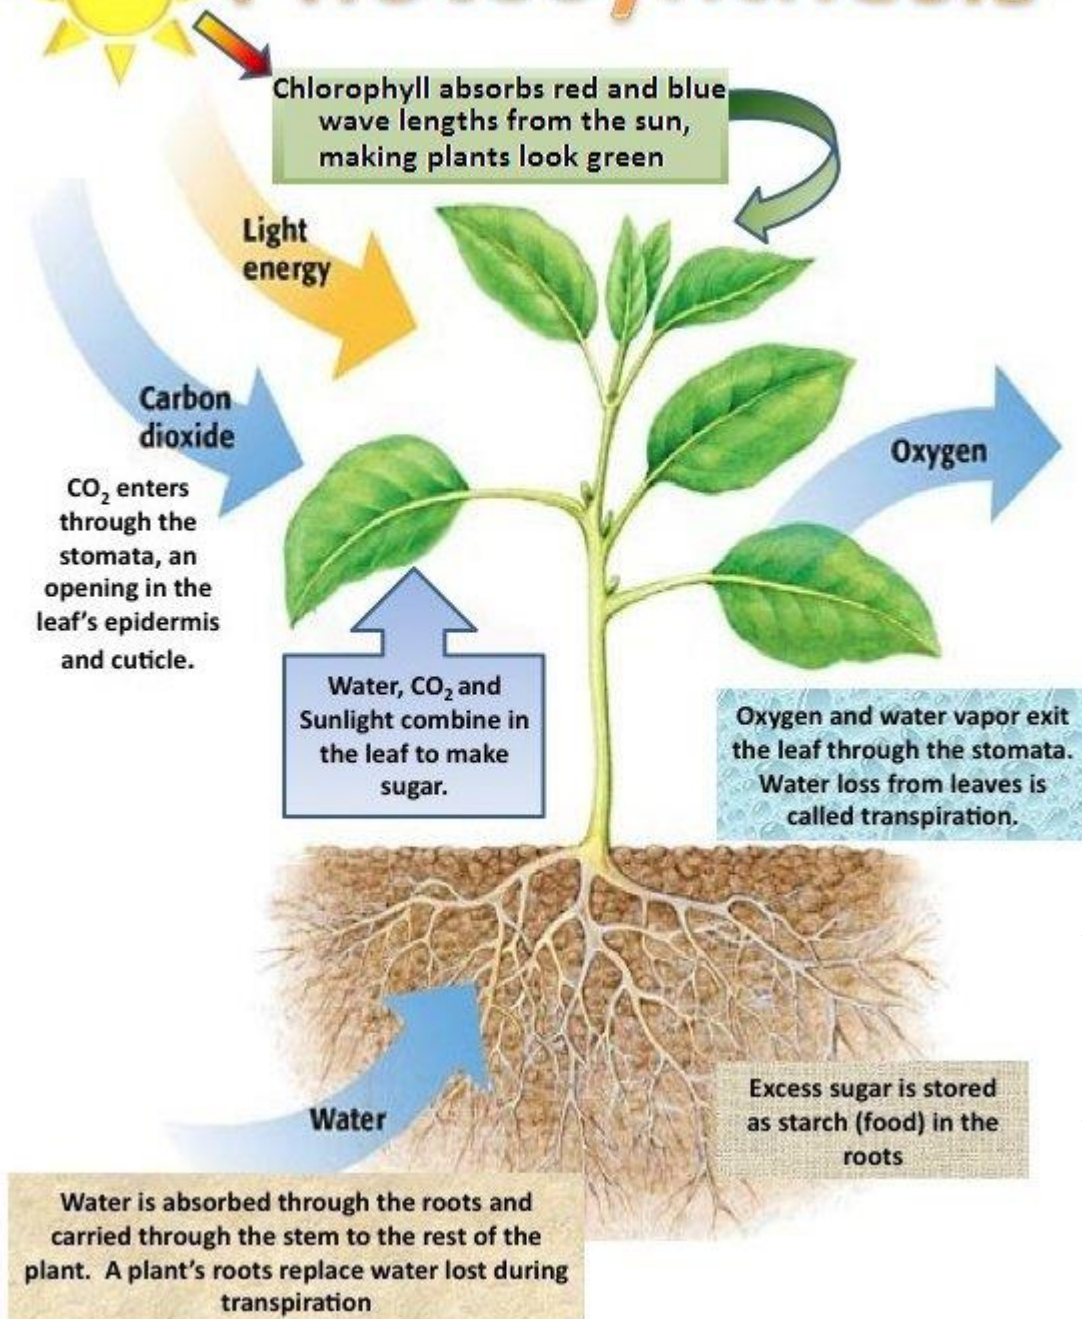 Photosynthesis
Chlorophyll absorbs red and blue
wave lengths from the sun,
making plants look green
Light
energy
Carbon
dioxide
CO₂ enters
through the
stomata, an
opening in the
leaf's epidermis
and cuticle.
Oxygen
Water, CO₂ and
Sunlight combine in
the leaf to make
sugar.
Oxygen and water vapor exit
the leaf through the stomata.
Water loss from leaves is
called transpiration.
Water
Excess sugar is stored
as starch (food) in the
roots
Water is absorbed through the roots and
carried through the stem to the rest of the
plant.  A plant's roots replace water lost during
transpiration